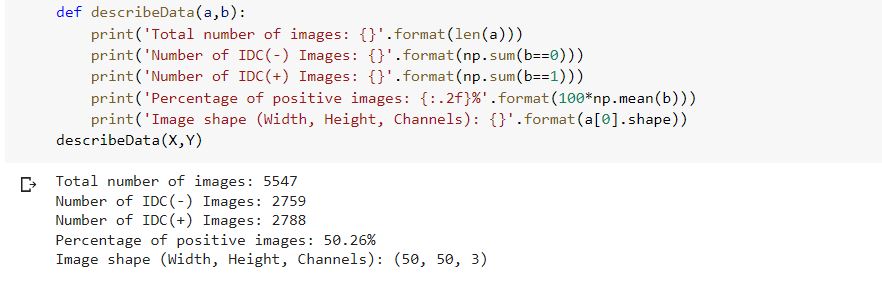 def describeData(a,b):
    print('Total number of images: {}'.format(len(a)))
    print('Number of IDC(-) Images: {}'.format(np.sum(b==0)))
    print('Number of IDC(+) Images: {}'.format(np.sum(b==1)))
    print('Percentage of positive images: {:.2f}%'.format(100*np.mean(b)))
    print('Image shape (Width, Height, Channels): {}'.format(a[0].shape))
describeData(X,Y)
Total number of images: 5547
Number of IDC(-) Images: 2759
Number of IDC(+) Images: 2788
Percentage of positive images: 50.26%
Image shape (Width, Height, Channels): (50, 50, 3)